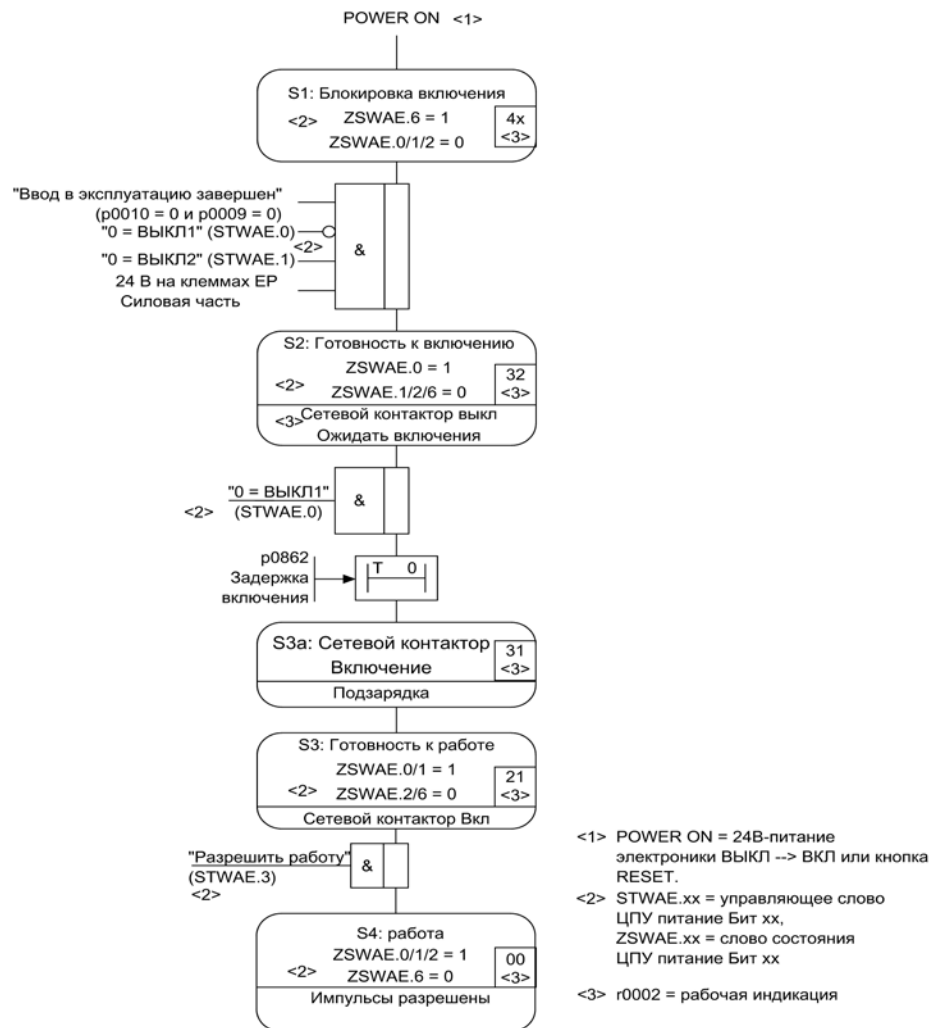 POWER ON <1>
S1: Блокировка включения
<2> ZSWAE.6 = 1
ZSWAE.0/1/2 = 0
4x
<3>
"Ввод в эксплуатацию завершен"
(p0010 = 0 и p0009 = 0)
"0 = ВЫКЛ1" (STWAE.0)
<2>
"0 = ВЫКЛ2" (STWAE.1)
24 В на клеммах EP
Силовая часть
&
S2: Готовность к включению
ZSWAE.0 = 1
<2>
ZSWAE.1/2/6 = 0
32
<3>
<3> Сетевой контактор выкл
Ожидать включения
"0 = ВЫКЛ1"
<2> (STWAE.0)
&
p0862
Задержка
включения
T 0
S3a: Сетевой контактор
Включение
31
<3>
Подзарядка
S3: Готовность к работе
ZSWAE.0/1 = 1
<2> ZSWAE.2/6 = 0
21
<3>
Сетевой контактор Вкл
"Разрешить работу"
(STWAE.3)
<2>
&
S4: работа
ZSWAE.0/1/2 = 1
<2> ZSWAE.6 = 0
00
<3>
Импульсы разрешены
<1> POWER ON = 24В-питание
электроники ВЫКЛ --> ВКЛ или кнопка
RESET.
<2> STWAE.xx = управляющее слово
ЦПУ питание Бит xx,
ZSWAE.xx = слово состояния
ЦПУ питание Бит xx
<3> r0002 = рабочая индикация